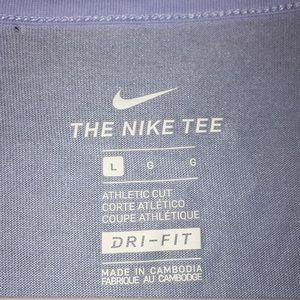 THE NIKE TEE
L G G
ATHLETIC CUT
CORTE ATLÉTICO
COUPE ATHLÉTIQUE
DRI-FIT
MADE IN CAMBODIA
FABRIQUÉ AU CAMBODGE